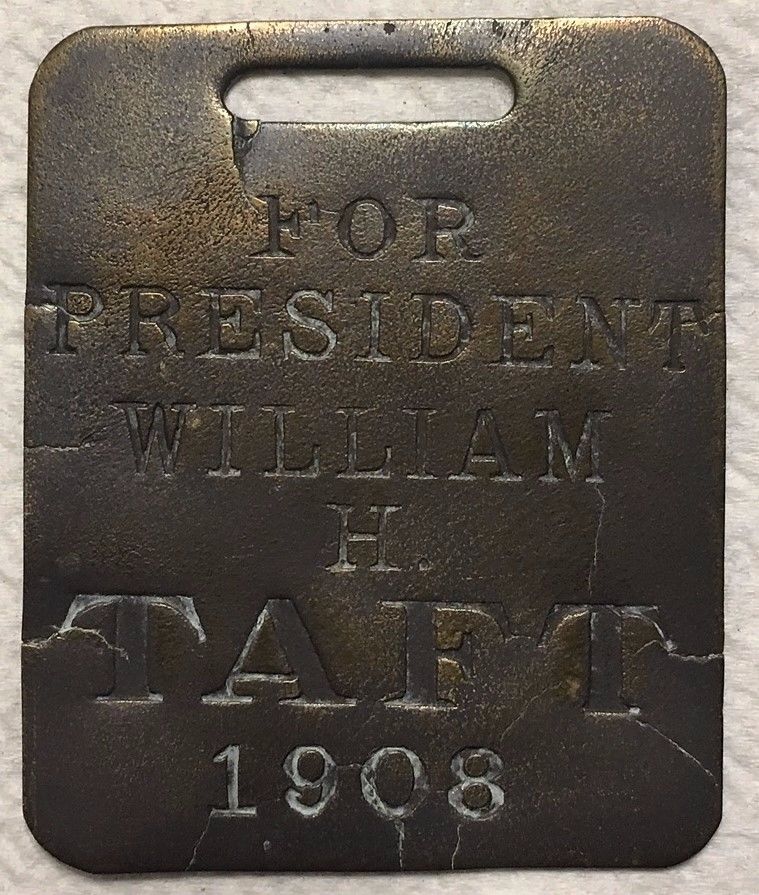 FOR
PRESIDENT
WILLIAM
H.
TAFT
1908